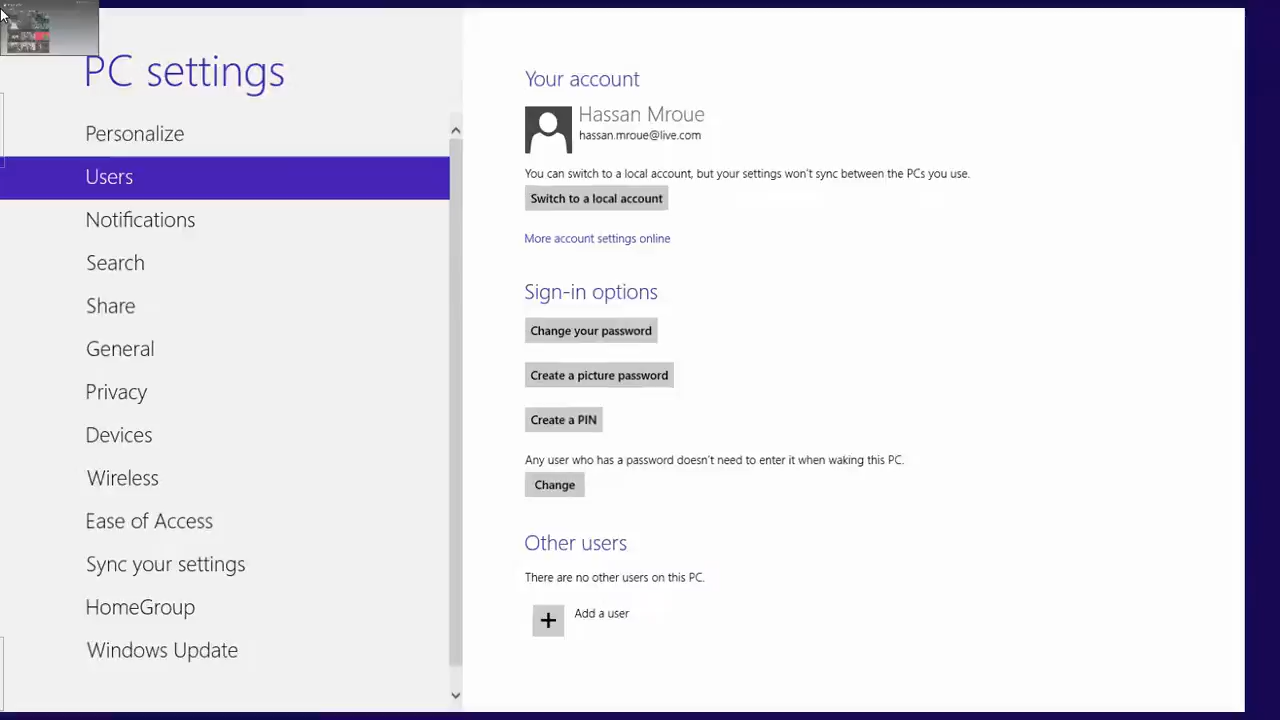 PC settings
Personalize
Users
Notifications
Search
Share
General
Privacy
Devices
Wireless
Ease of Access
Sync your settings
HomeGroup
Windows Update
Your account
Hassan Mroue
hassan.mroue@live.com
You can switch to a local account, but your settings won't sync between the PCs you use.
Switch to a local account
More account settings online
Sign-in options
Change your password
Create a picture password
Create a PIN
Any user who has a password doesn't need to enter it when waking this PC.
Change
Other users
There are no other users on this PC.
Add a user